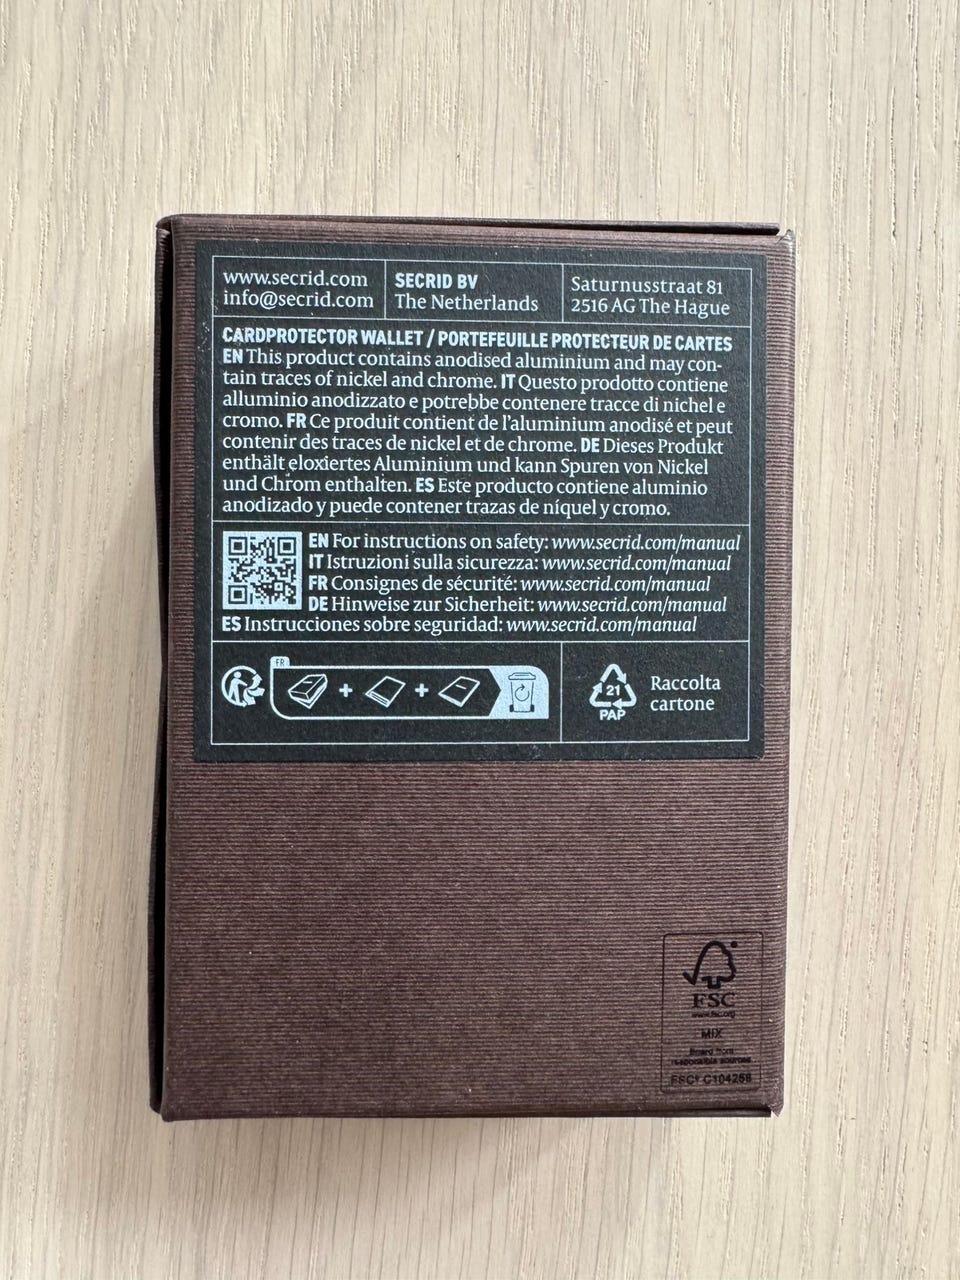 www.secrid.com
info@secrid.com
SECRID BV
The Netherlands
Saturnusstraat 81
2516 AG The Hague
CARDPROTECTOR WALLET / PORTEFEUILLE PROTECTEUR DE CARTES
EN This product contains anodised aluminium and may con-
tain traces of nickel and chrome. IT Questo prodotto contiene
alluminio anodizzato e potrebbe contenere tracce di nichel e
cromo. FR Ce produit contient de l'aluminium anodisé et peut
contenir des traces de nickel et de chrome. DE Dieses Produkt
enthält eloxiertes Aluminium und kann Spuren von Nickel
und Chrom enthalten. ES Este producto contiene aluminio
anodizado y puede contener trazas de níquel y cromo.
EN For instructions on safety: www.secrid.com/manual
IT Istruzioni sulla sicurezza: www.secrid.com/manual
FR Consignes de sécurité: www.secrid.com/manual
DE Hinweise zur Sicherheit: www.secrid.com/manual
ES Instrucciones sobre seguridad: www.secrid.com/manual
FR
21
PAP
Raccolta
cartone
FSC
www.fsc.org
MIX
Board from
responsible sources
FSC® C104258